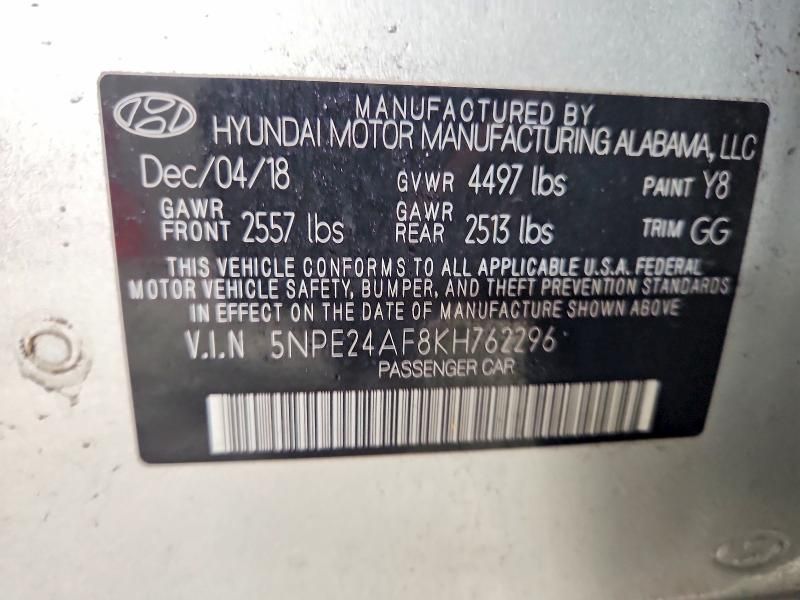 MANUFACTURED BY
HYUNDAI MOTOR MANUFACTURING ALABAMA, LLC
Dec/04/18 GVWR 4497 lbs PAINT Y8
GAWR FRONT 2557 lbs GAWR REAR 2513 lbs TRIM GG
THIS VEHICLE CONFORMS TO ALL APPLICABLE U.S.A. FEDERAL
MOTOR VEHICLE SAFETY, BUMPER, AND THEFT PREVENTION STANDARDS
IN EFFECT ON THE DATE OF MANUFACTURE SHOWN ABOVE
V.I.N 5NPE24AF8KH762296
PASSENGER CAR